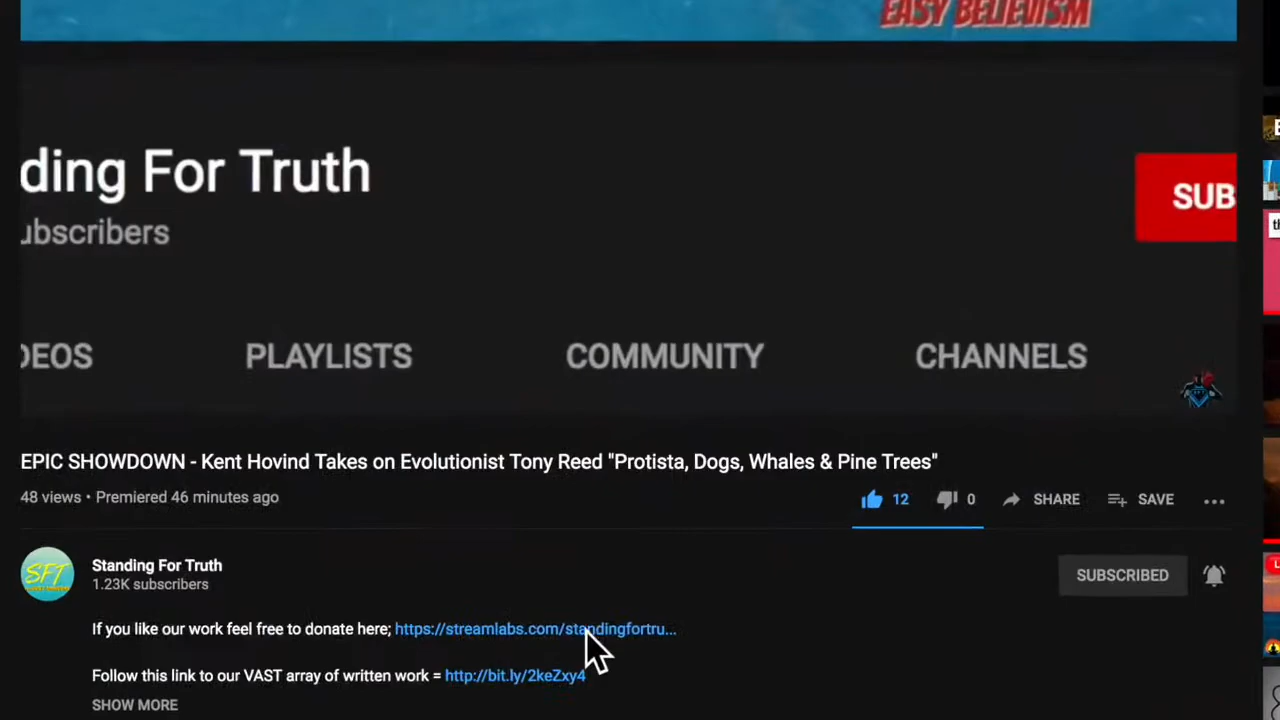 EASY BELIEVISM
ding For Truth
SUB
ubscribers
DEOS PLAYLISTS COMMUNITY CHANNELS
EPIC SHOWDOWN - Kent Hovind Takes on Evolutionist Tony Reed "Protista, Dogs, Whales & Pine Trees"
48 views • Premiered 46 minutes ago
12 0 SHARE SAVE
SFT
Standing For Truth
1.23K subscribers
SUBSCRIBED
If you like our work feel free to donate here; https://streamlabs.com/standingfortru...
Follow this link to our VAST array of written work = http://bit.ly/2keZxy4
SHOW MORE